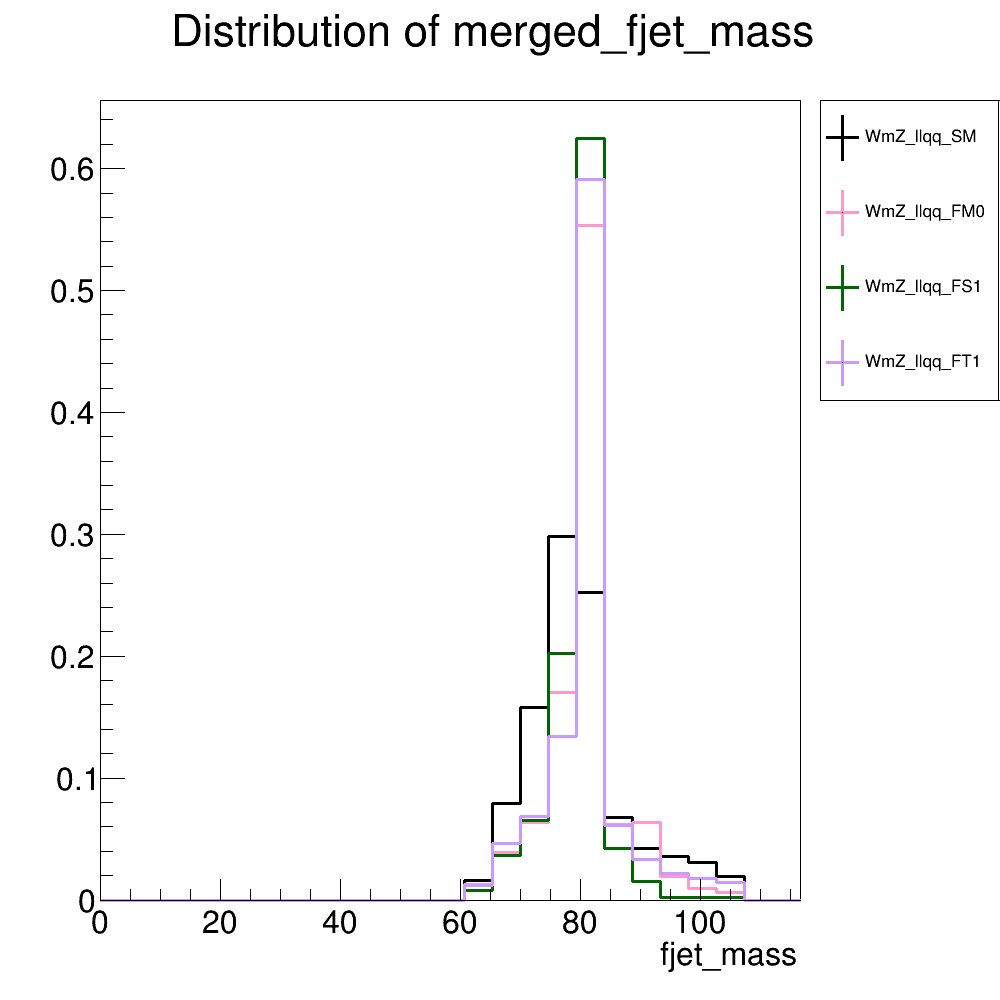 Distribution of merged_fjet_mass
WmZ_llqq_SM
WmZ_llqq_FM0
WmZ_llqq_FS1
WmZ_llqq_FT1
0.6
0.5
0.4
0.3
0.2
0.1
0
0 20 40 60 80 100
fjet_mass